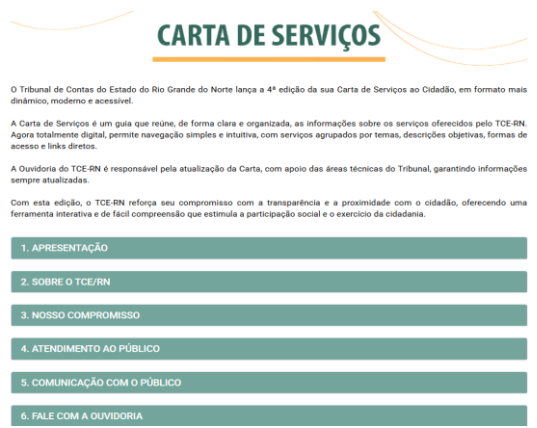 CARTA DE SERVIÇOS
O Tribunal de Contas do Estado do Rio Grande do Norte lança a 4ª edição da sua Carta de Serviços ao Cidadão, em formato mais
dinâmico, moderno e acessível.
A Carta de Serviços é um guia que reúne, de forma clara e organizada, as informações sobre os serviços oferecidos pelo TCE-RN.
Agora totalmente digital, permite navegação simples e intuitiva, com serviços agrupados por temas, descrições objetivas, formas de
acesso e links diretos.
A Ouvidoria do TCE-RN é responsável pela atualização da Carta, com apoio das áreas técnicas do Tribunal, garantindo informações
sempre atualizadas.
Com esta edição, o TCE-RN reforça seu compromisso com a transparência e a proximidade com o cidadão, oferecendo uma
ferramenta interativa e de fácil compreensão que estimula a participação social e o exercício da cidadania.
1. APRESENTAÇÃO
2. SOBRE O TCE/RN
3. NOSSO COMPROMISSO
4. ATENDIMENTO AO PÚBLICO
5. COMUNICAÇÃO COM O PÚBLICO
6. FALE COM A OUVIDORIA